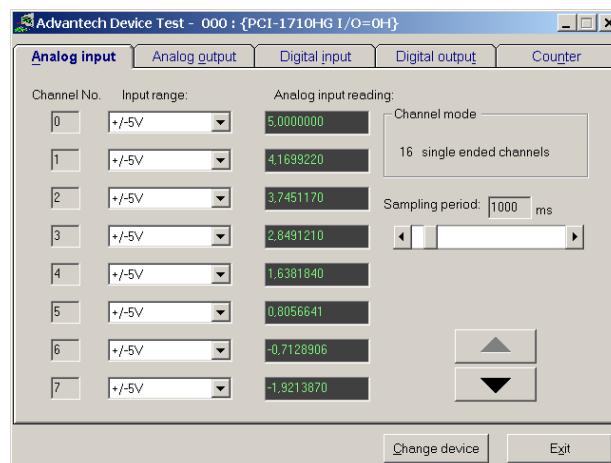 Advantech Device Test - 000 : {PCI-1710HG I/O=0H}
Analog input Analog output Digital input Digital output Counter
Channel No. Input range: Analog input reading:
Channel mode
16 single ended channels
0 +/-5V 5,0000000
1 +/-5V 4,1699220
2 +/-5V 3,7451170
Sampling period: 1000 ms
3 +/-5V 2,8491210
4 +/-5V 1,6381840
5 +/-5V 0,8056641
6 +/-5V -0,7128906
7 +/-5V -1,9213870
Change device Exit